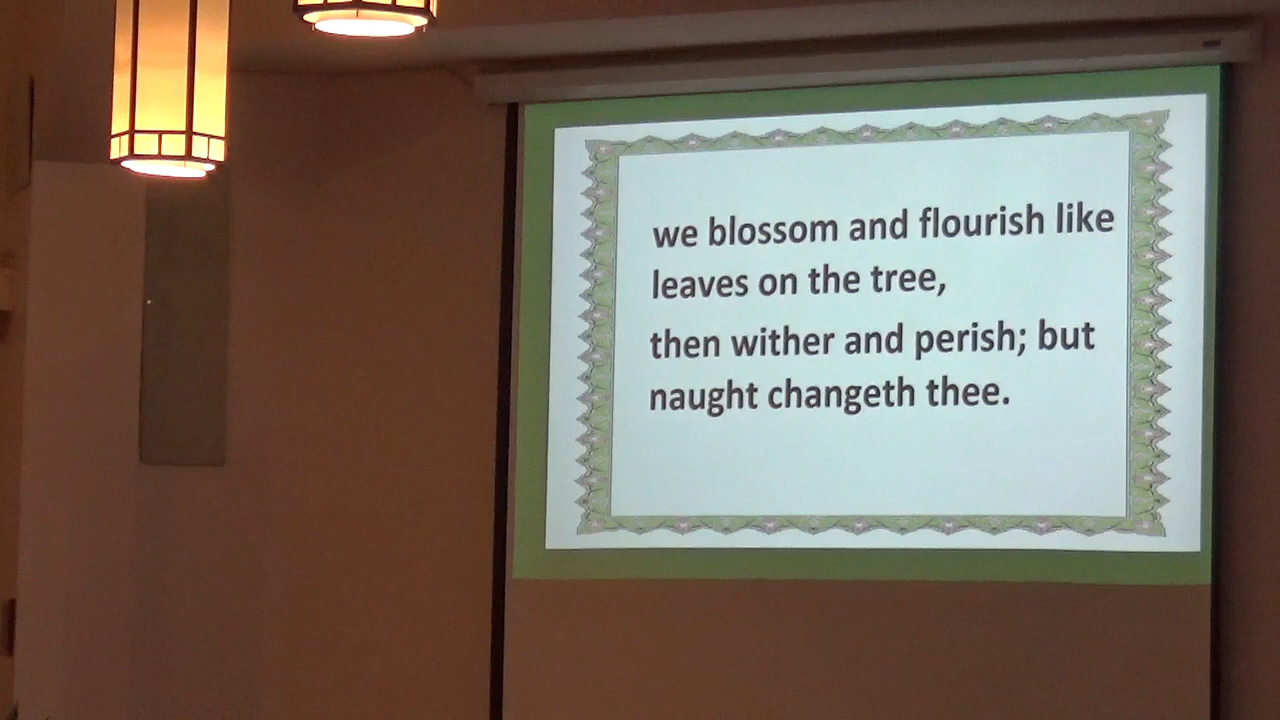 we blossom and flourish like
leaves on the tree,
then wither and perish; but
naught changeth thee.